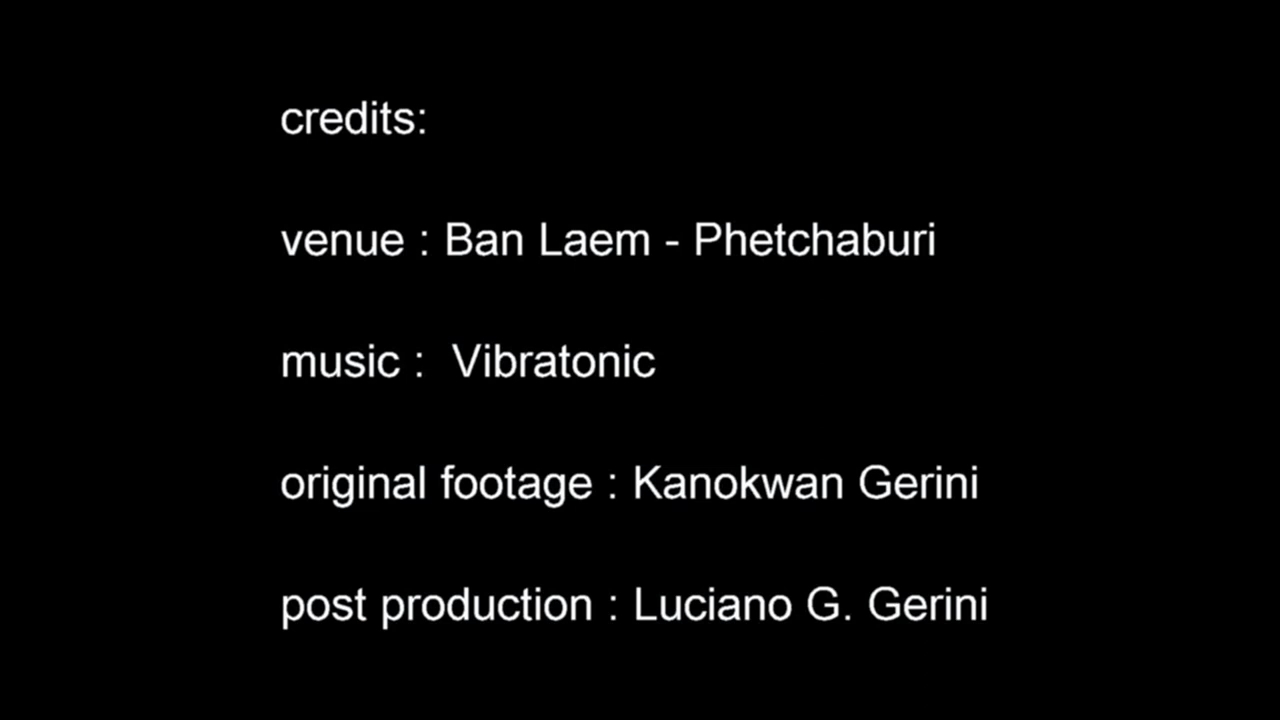 credits:
venue : Ban Laem - Phetchaburi
music :  Vibratonic
original footage : Kanokwan Gerini
post production : Luciano G. Gerini